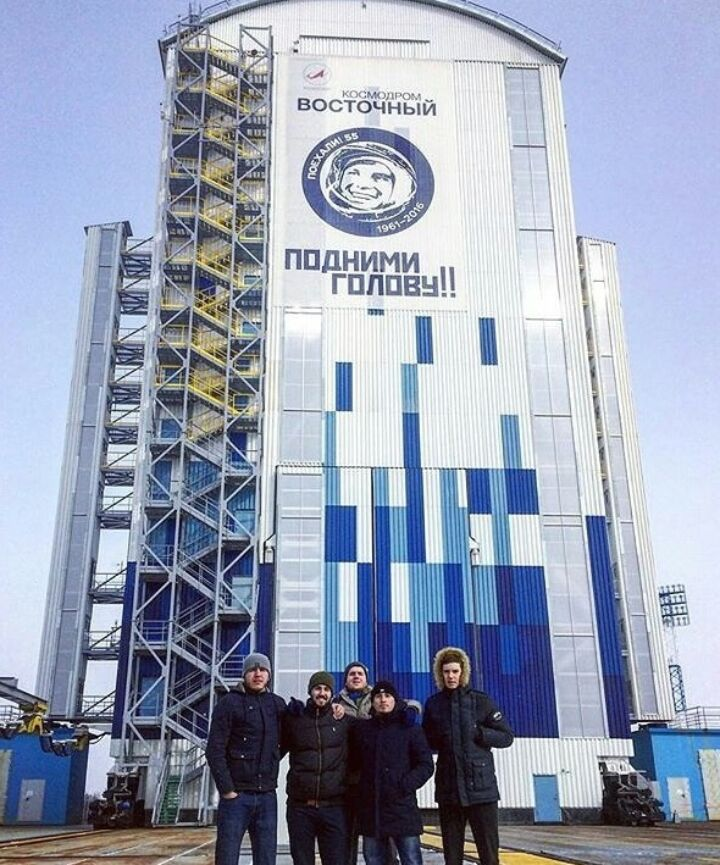 КОСМОДРОМ
ВОСТОЧНЫЙ
ПОЕХАЛИ! 55
1961-2016
ПОДНИМИ
ГОЛОВУ!!